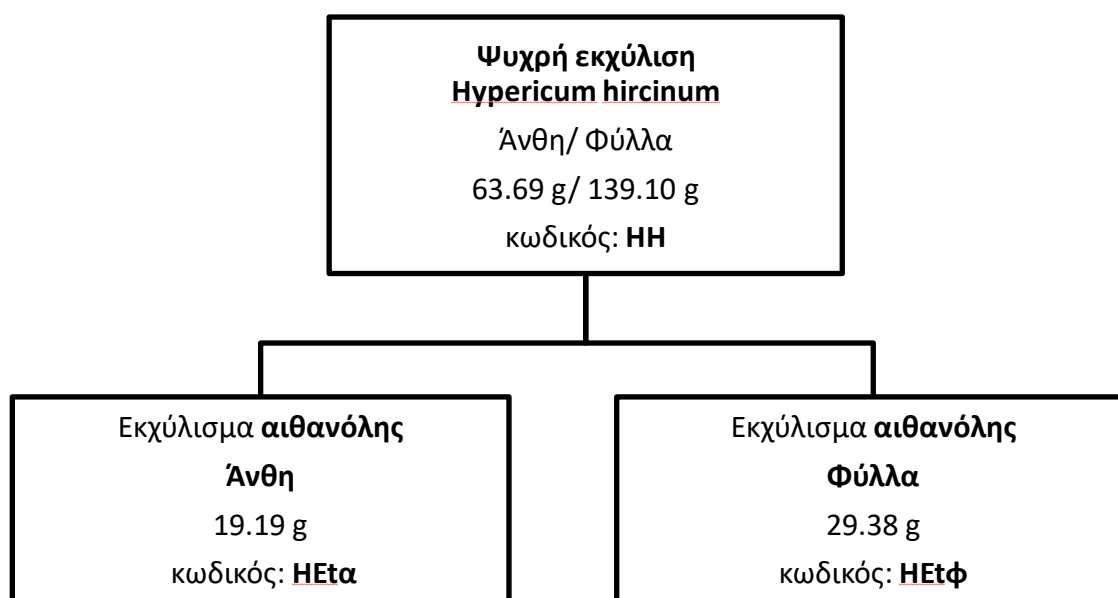 Ψυχρή εκχύλιση
Hypericum hircinum
Άνθη/ Φύλλα
63.69 g/ 139.10 g
κωδικός: HH
Εκχύλισμα αιθανόλης
Άνθη
19.19 g
κωδικός: HEtα
Εκχύλισμα αιθανόλης
Φύλλα
29.38 g
κωδικός: HEtφ